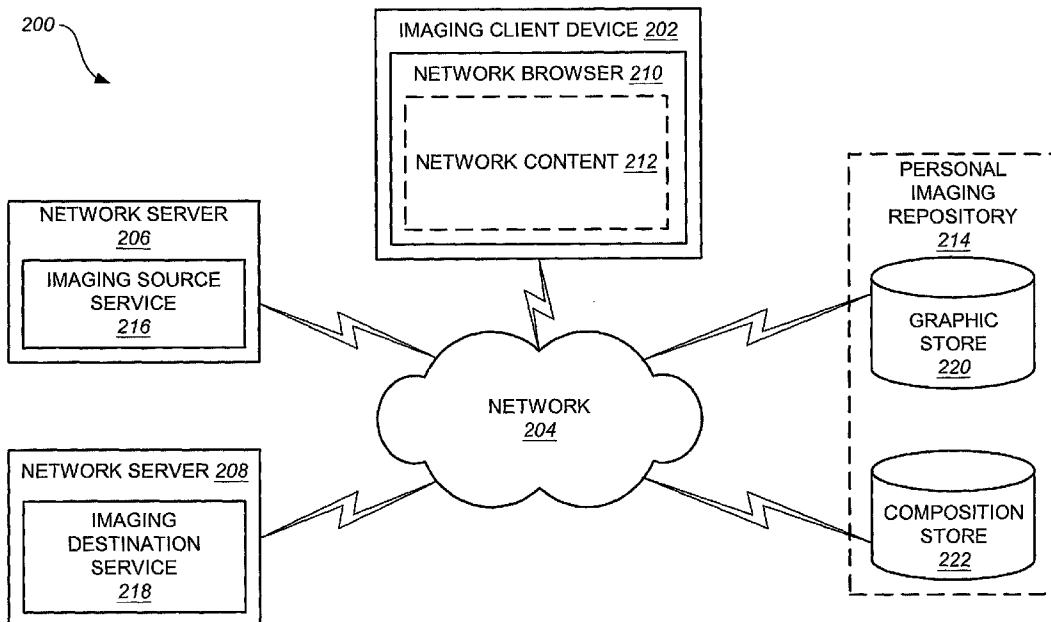 200
IMAGING CLIENT DEVICE 202
NETWORK BROWSER 210
NETWORK CONTENT 212
NETWORK SERVER
206
IMAGING SOURCE
SERVICE
216
PERSONAL
IMAGING
REPOSITORY
214
GRAPHIC
STORE
220
NETWORK
204
NETWORK SERVER 208
IMAGING
DESTINATION
SERVICE
218
COMPOSITION
STORE
222